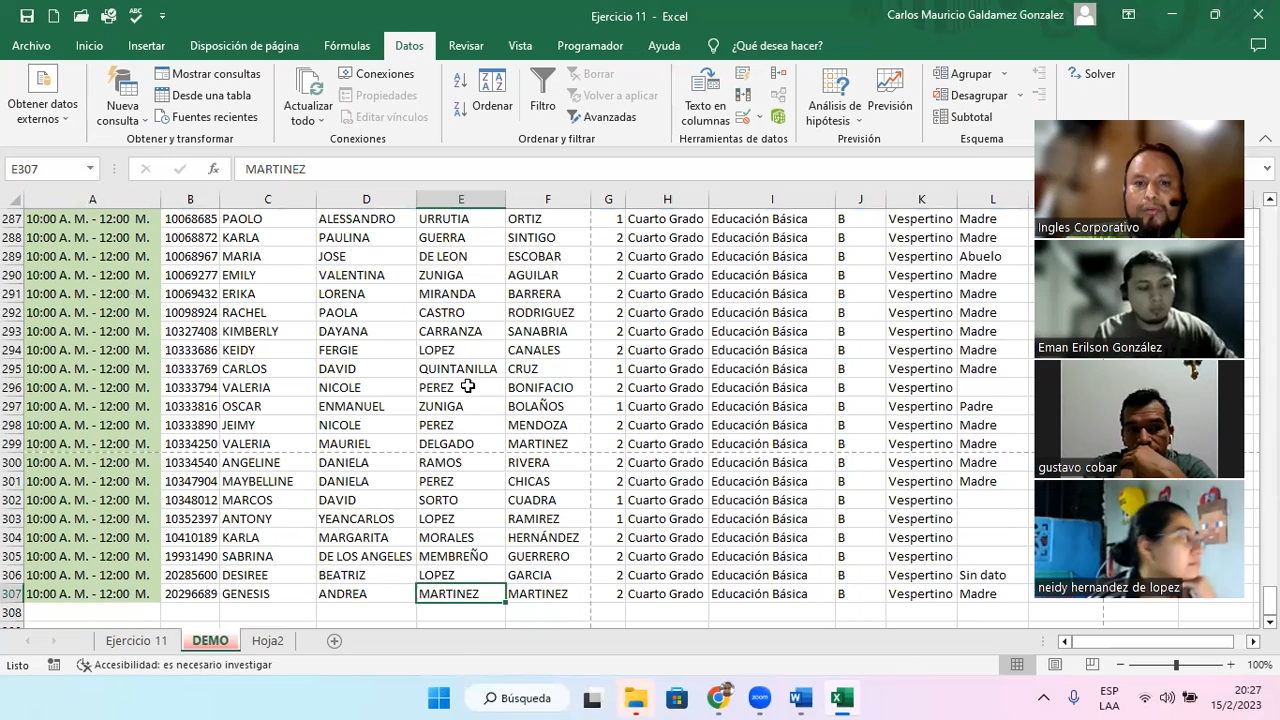 Ejercicio 11 - Excel
Carlos Mauricio Galdamez Gonzalez
Archivo Inicio Insertar Disposición de página Fórmulas Datos Revisar Vista Programador Ayuda ¿Qué desea hacer?
Obtener datos externos
Nueva consulta
Mostrar consultas
Desde una tabla
Fuentes recientes
Obtener y transformar
Actualizar todo
Conexiones
Propiedades
Editar vínculos
Conexiones
Ordenar
Filtro
Borrar
Volver a aplicar
Avanzadas
Ordenar y filtrar
Texto en columnas
Herramientas de datos
Análisis de hipótesis
Previsión
Previsión
Agrupar
Desagrupar
Subtotal
Esquema
Solver
E307 fx MARTINEZ
A B C D E F G H I J K L
287 10:00 A. M. - 12:00 M. 10068685 PAOLO ALESSANDRO URRUTIA ORTIZ 1 Cuarto Grado Educación Básica B Vespertino Madre
288 10:00 A. M. - 12:00 M. 10068872 KARLA PAULINA GUERRA SINTIGO 2 Cuarto Grado Educación Básica B Vespertino Madre
289 10:00 A. M. - 12:00 M. 10068967 MARIA JOSE DE LEON ESCOBAR 2 Cuarto Grado Educación Básica B Vespertino Abuelo
290 10:00 A. M. - 12:00 M. 10069277 EMILY VALENTINA ZUNIGA AGUILAR 2 Cuarto Grado Educación Básica B Vespertino Madre
291 10:00 A. M. - 12:00 M. 10069432 ERIKA LORENA MIRANDA BARRERA 2 Cuarto Grado Educación Básica B Vespertino Madre
292 10:00 A. M. - 12:00 M. 10098924 RACHEL PAOLA CASTRO RODRIGUEZ 2 Cuarto Grado Educación Básica B Vespertino Madre
293 10:00 A. M. - 12:00 M. 10327408 KIMBERLY DAYANA CARRANZA SANABRIA 2 Cuarto Grado Educación Básica B Vespertino Madre
294 10:00 A. M. - 12:00 M. 10333686 KEIDY FERGIE LOPEZ CANALES 2 Cuarto Grado Educación Básica B Vespertino Madre
295 10:00 A. M. - 12:00 M. 10333769 CARLOS DAVID QUINTANILLA CRUZ 1 Cuarto Grado Educación Básica B Vespertino Madre
296 10:00 A. M. - 12:00 M. 10333794 VALERIA NICOLE PEREZ BONIFACIO 2 Cuarto Grado Educación Básica B Vespertino
297 10:00 A. M. - 12:00 M. 10333816 OSCAR ENMANUEL ZUNIGA BOLAÑOS 1 Cuarto Grado Educación Básica B Vespertino Padre
298 10:00 A. M. - 12:00 M. 10333890 JEIMY NICOLE PEREZ MENDOZA 2 Cuarto Grado Educación Básica B Vespertino Madre
299 10:00 A. M. - 12:00 M. 10334250 VALERIA MAURIEL DELGADO MARTINEZ 2 Cuarto Grado Educación Básica B Vespertino Madre
300 10:00 A. M. - 12:00 M. 10334540 ANGELINE DANIELA RAMOS RIVERA 2 Cuarto Grado Educación Básica B Vespertino Madre
301 10:00 A. M. - 12:00 M. 10347904 MAYBELLINE DANIELA PEREZ CHICAS 2 Cuarto Grado Educación Básica B Vespertino Madre
302 10:00 A. M. - 12:00 M. 10348012 MARCOS DAVID SORTO CUADRA 1 Cuarto Grado Educación Básica B Vespertino
303 10:00 A. M. - 12:00 M. 10352397 ANTONY YEANCARLOS LOPEZ RAMIREZ 1 Cuarto Grado Educación Básica B Vespertino
304 10:00 A. M. - 12:00 M. 10410189 KARLA MARGARITA MORALES HERNÁNDEZ 2 Cuarto Grado Educación Básica B Vespertino
305 10:00 A. M. - 12:00 M. 19931490 SABRINA DE LOS ANGELES MEMBREÑO GUERRERO 2 Cuarto Grado Educación Básica B Vespertino
306 10:00 A. M. - 12:00 M. 20285600 DESIREE BEATRIZ LOPEZ GARCIA 2 Cuarto Grado Educación Básica B Vespertino Sin dato
307 10:00 A. M. - 12:00 M. 20296689 GENESIS ANDREA MARTINEZ MARTINEZ 2 Cuarto Grado Educación Básica B Vespertino Madre
308
Ingles Corporativo
Eman Erilson González
gustavo cobar
neidy hernandez de lopez
Ejercicio 11 DEMO Hoja2
Listo Accesibilidad: es necesario investigar 100%
Búsqueda
zoom
ESP
LAA
20:27
15/2/2023